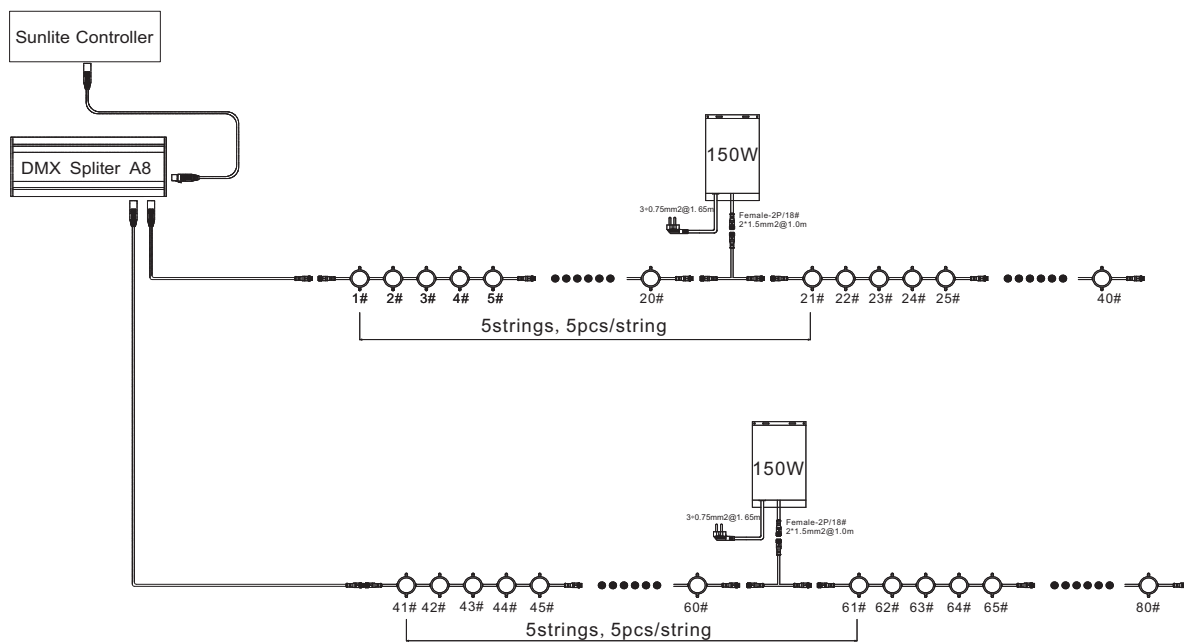 Sunlite Controller
DMX Spliter A8
150W
3*0.75mm2@1.65m
Female-2P/18#
2*1.5mm2@1.0m
1# 2# 3# 4# 5# 20# 21# 22# 23# 24# 25# 40#
5strings, 5pcs/string
150W
3*0.75mm2@1.65m
Female-2P/18#
2*1.5mm2@1.0m
41# 42# 43# 44# 45# 60# 61# 62# 63# 64# 65# 80#
5strings, 5pcs/string